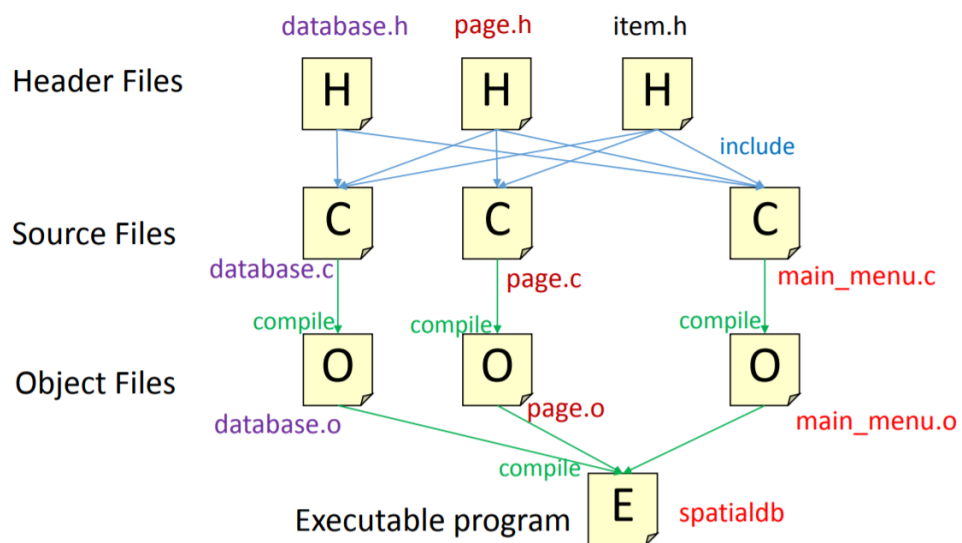 database.h page.h item.h
Header Files
H H H
include
C C C
Source Files
database.c
page.c
main_menu.c
compile compile compile
O O O
Object Files
database.o
page.o
main_menu.o
compile
E
Executable program
spatialdb